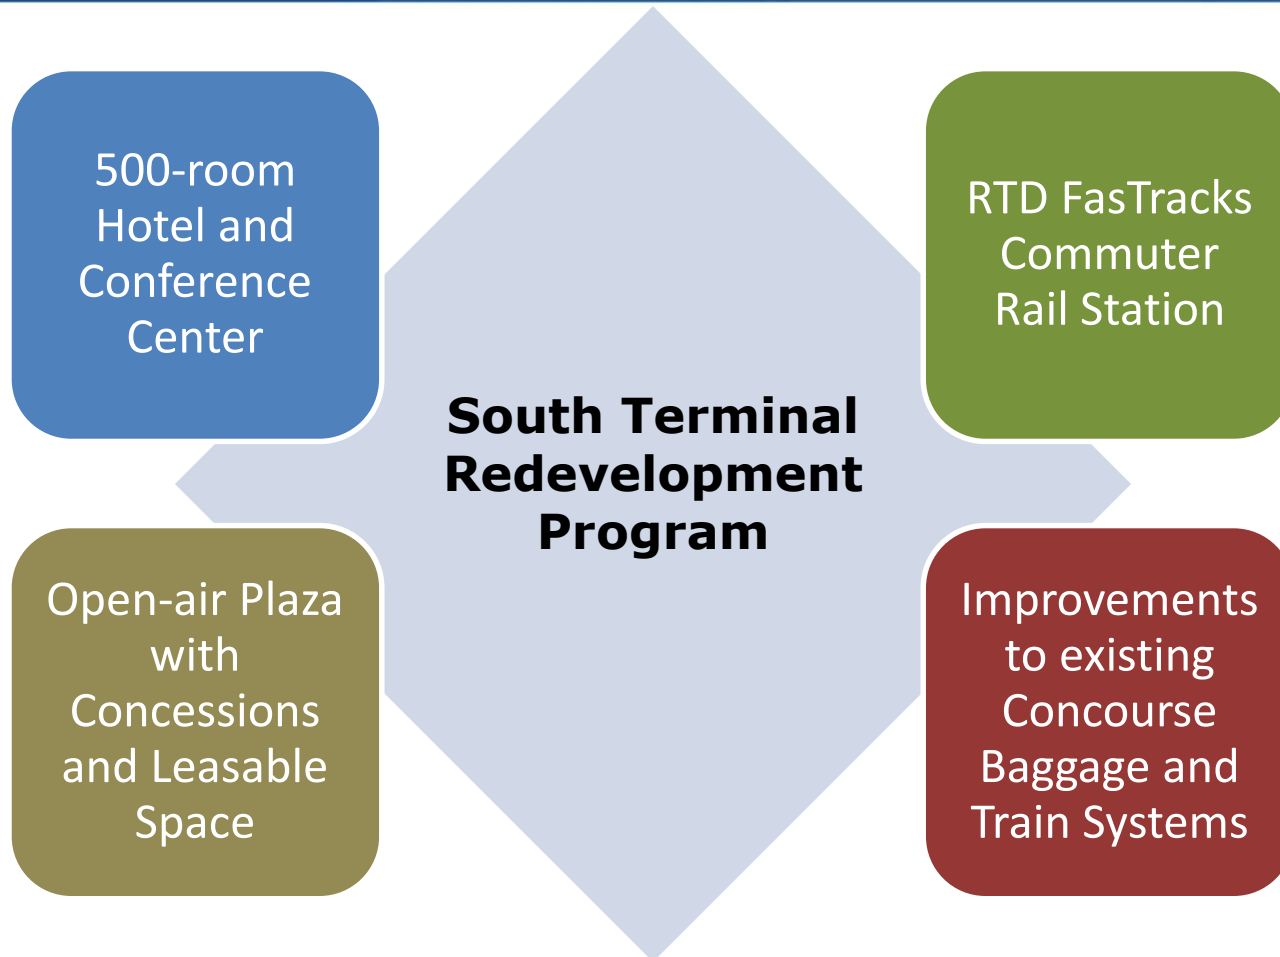 500-room
Hotel and
Conference
Center
RTD FasTracks
Commuter
Rail Station
South Terminal
Redevelopment
Program
Open-air Plaza
with
Concessions
and Leasable
Space
Improvements
to existing
Concourse
Baggage and
Train Systems